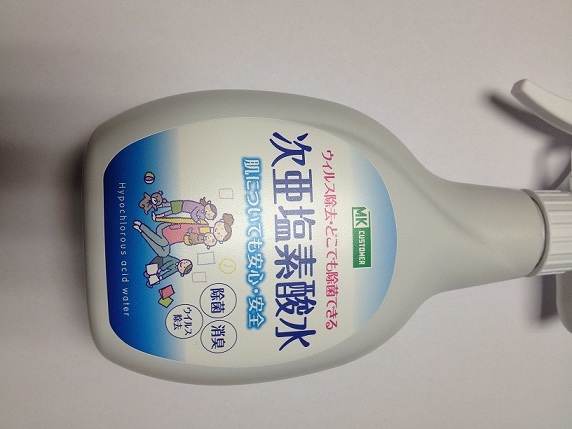 MK CUSTOMER
ウィルス除去・どこでも除菌できる
次亜塩素酸水
肌についても安心・安全
除菌
消臭
ウイルス
除去
Hypochlorous acid water